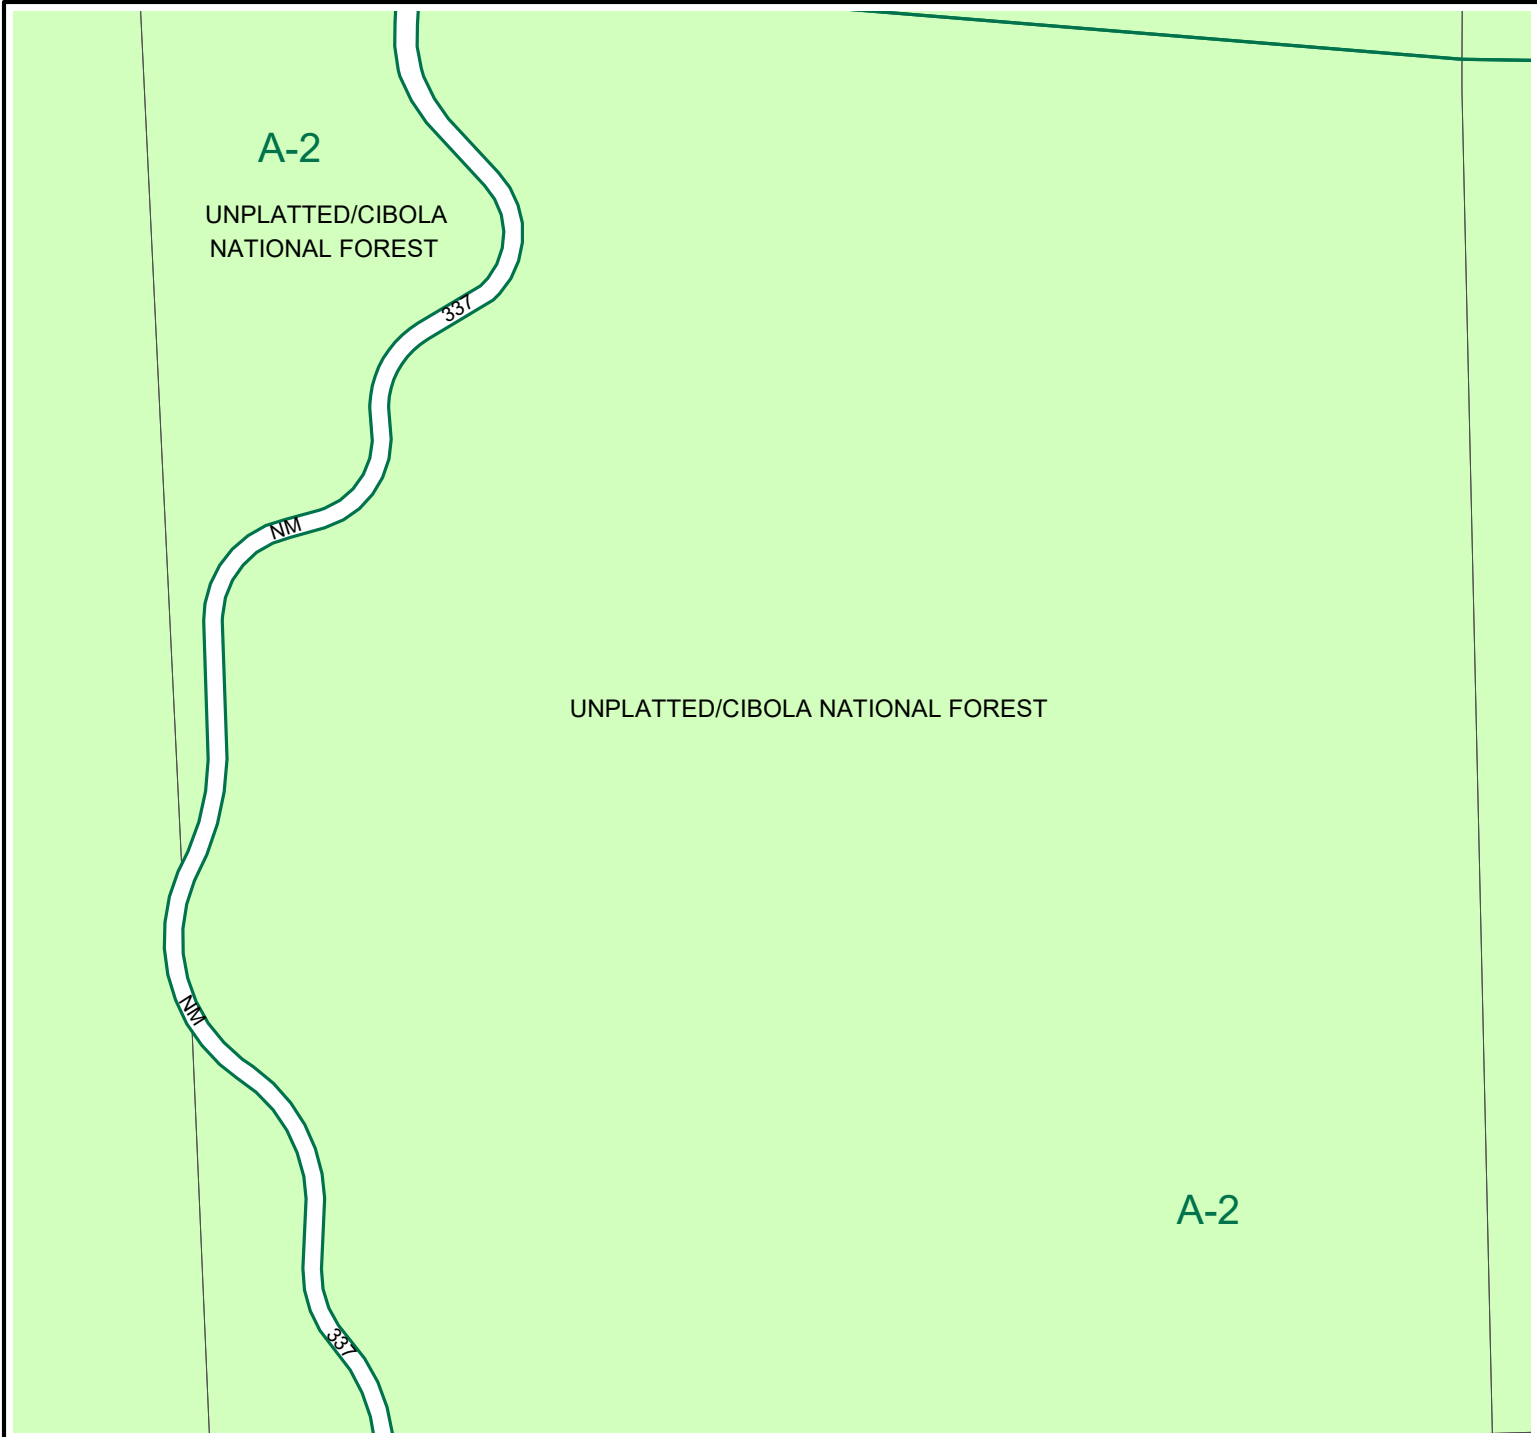 A-2
UNPLATTED/CIBOLA
NATIONAL FOREST
337
NM
UNPLATTED/CIBOLA NATIONAL FOREST
NM
A-2
337